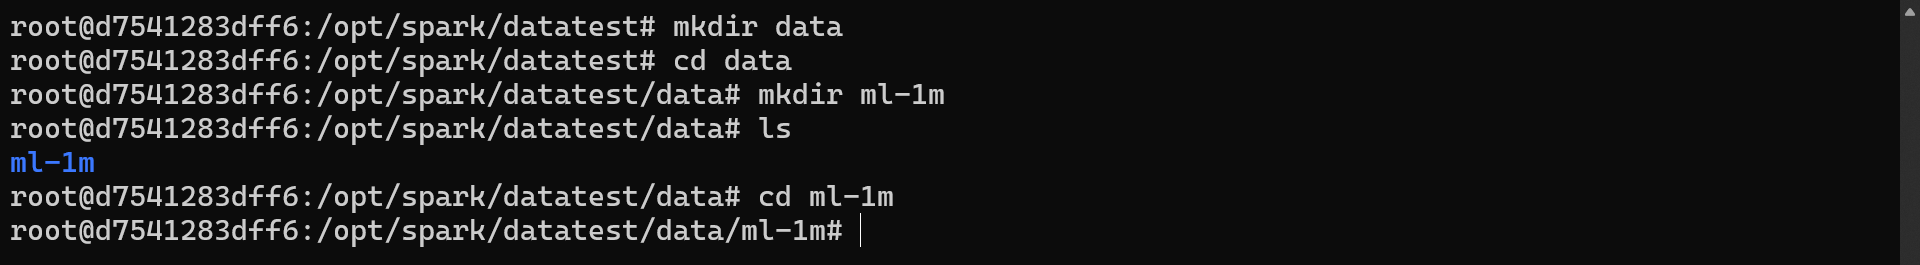 root@d7541283dff6:/opt/spark/datatest# mkdir data
root@d7541283dff6:/opt/spark/datatest# cd data
root@d7541283dff6:/opt/spark/datatest/data# mkdir ml-1m
root@d7541283dff6:/opt/spark/datatest/data# ls
ml-1m
root@d7541283dff6:/opt/spark/datatest/data# cd ml-1m
root@d7541283dff6:/opt/spark/datatest/data/ml-1m#